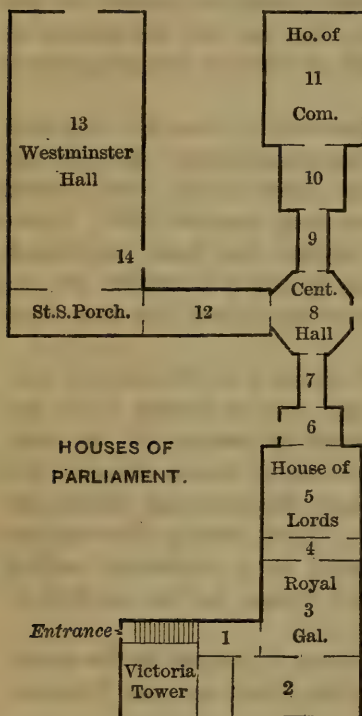 Ho. of
11
Com.
13
Westminster
Hall
10
9
14
Cent.
8
Hall
St.S.Porch.
12
7
6
HOUSES OF
PARLIAMENT.
House of
5
Lords
4
Royal
3
Gal.
Entrance
1
Victoria
Tower
2